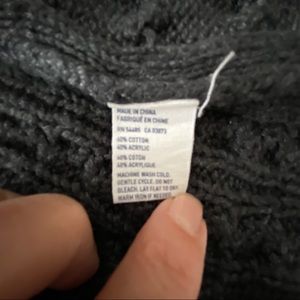 MADE IN CHINA
FABRIQUÉ EN CHINE
RN 54485 CA 03073
60% COTTON
40% ACRYLIC
60% COTON
40% ACRYLIQUE
MACHINE WASH COLD,
GENTLE CYCLE. DO NOT
BLEACH. LAY FLAT TO DRY.
WARM IRON IF NEEDED.